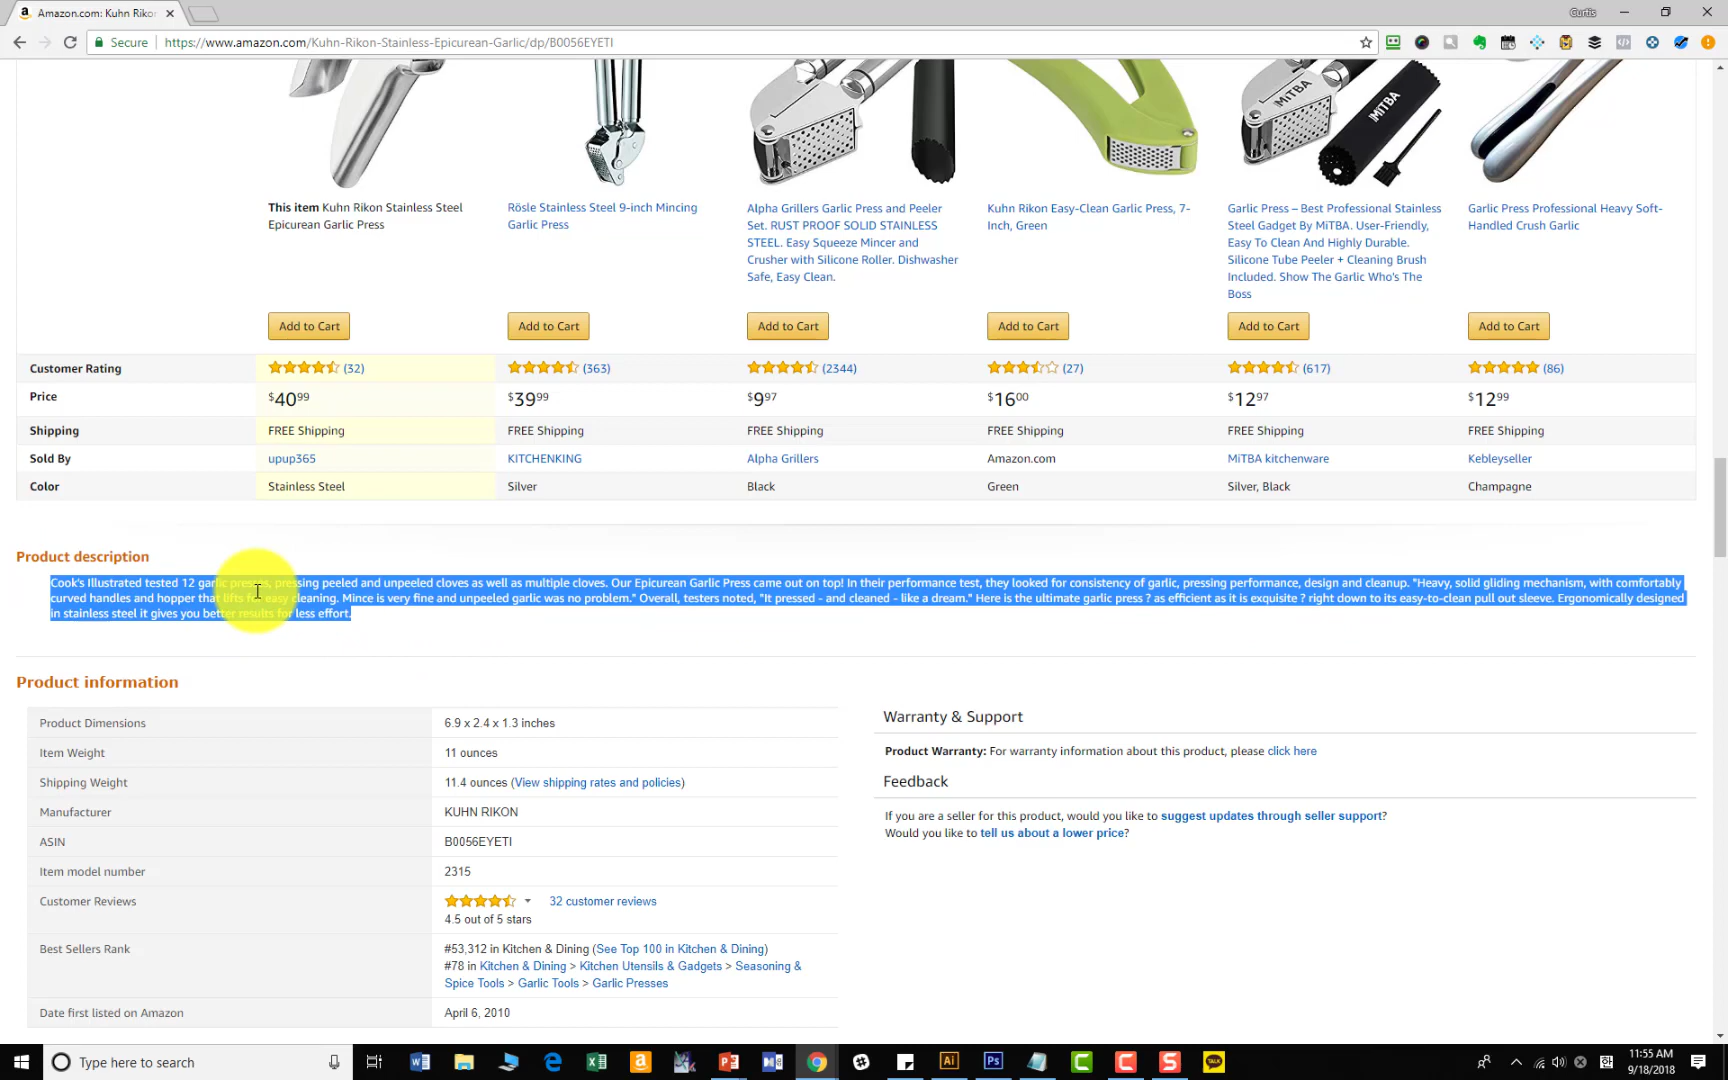 Amazon.com: Kuhn Riko
Curtis
Secure
https://www.amazon.com/Kuhn-Rikon-Stainless-Epicurean-Garlic/dp/B0056EYETI
MiTBA
MiTBA
This item Kuhn Rikon Stainless Steel
Epicurean Garlic Press
Rösle Stainless Steel 9-inch Mincing
Garlic Press
Alpha Grillers Garlic Press and Peeler
Set. RUST PROOF SOLID STAINLESS
STEEL. Easy Squeeze Mincer and
Crusher with Silicone Roller. Dishwasher
Safe, Easy Clean.
Kuhn Rikon Easy-Clean Garlic Press, 7-
Inch, Green
Garlic Press – Best Professional Stainless
Steel Gadget By MiTBA. User-Friendly,
Easy To Clean And Highly Durable.
Silicone Tube Peeler + Cleaning Brush
Included. Show The Garlic Who's The
Boss
Garlic Press Professional Heavy Soft-
Handled Crush Garlic
Add to Cart Add to Cart Add to Cart Add to Cart Add to Cart Add to Cart
Customer Rating (32) (363) (2344) (27) (617) (86)
Price $40 99 $39 99 $9 97 $16 00 $12 97 $12 99
Shipping FREE Shipping FREE Shipping FREE Shipping FREE Shipping FREE Shipping FREE Shipping
Sold By upup365 KITCHENKING Alpha Grillers Amazon.com MiTBA kitchenware Kebleyseller
Color Stainless Steel Silver Black Green Silver, Black Champagne
Product description
Cook's Illustrated tested 12 garlic presses, pressing peeled and unpeeled cloves as well as multiple cloves. Our Epicurean Garlic Press came out on top! In their performance test, they looked for consistency of garlic, pressing performance, design and cleanup. "Heavy, solid gliding mechanism, with comfortably
curved handles and hopper that lifts for easy cleaning. Mince is very fine and unpeeled garlic was no problem." Overall, testers noted, "It pressed - and cleaned - like a dream." Here is the ultimate garlic press ? as efficient as it is exquisite ? right down to its easy-to-clean pull out sleeve. Ergonomically designed
in stainless steel it gives you better results for less effort.
Product information
Product Dimensions 6.9 x 2.4 x 1.3 inches
Item Weight 11 ounces
Shipping Weight 11.4 ounces (View shipping rates and policies)
Manufacturer KUHN RIKON
ASIN B0056EYETI
Item model number 2315
Customer Reviews 32 customer reviews
4.5 out of 5 stars
Best Sellers Rank #53,312 in Kitchen & Dining (See Top 100 in Kitchen & Dining)
#78 in Kitchen & Dining > Kitchen Utensils & Gadgets > Seasoning &
Spice Tools > Garlic Tools > Garlic Presses
Date first listed on Amazon April 6, 2010
Warranty & Support
Product Warranty: For warranty information about this product, please click here
Feedback
If you are a seller for this product, would you like to suggest updates through seller support?
Would you like to tell us about a lower price?
Type here to search
11:55 AM
9/18/2018